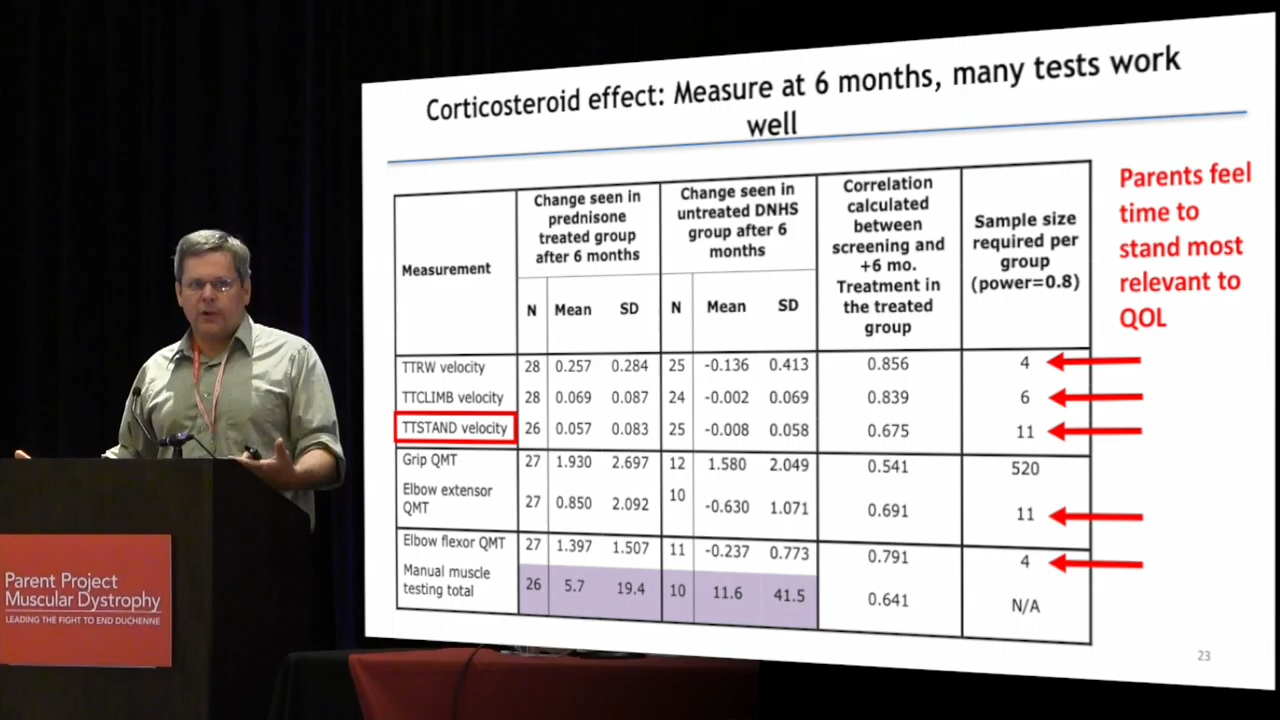 Corticosteroid effect: Measure at 6 months, many tests work
well
Measurement
Change seen in
prednisone
treated group
after 6 months
Change seen in
untreated DNHS
group after 6
months
Correlation
calculated
between
screening and
+6 mo.
Treatment in
the treated
group
Sample size
required per
group
(power=0.8)
N Mean SD N Mean SD
TTRW velocity 28 0.257 0.284 25 -0.136 0.413 0.856 4
TTCLIMB velocity 28 0.069 0.087 24 -0.002 0.069 0.839 6
TTSTAND velocity 26 0.057 0.083 25 -0.008 0.058 0.675 11
Grip QMT 27 1.930 2.697 12 1.580 2.049 0.541 520
Elbow extensor
QMT 27 0.850 2.092 10 -0.630 1.071 0.691 11
Elbow flexor QMT 27 1.397 1.507 11 -0.237 0.773 0.791 4
Manual muscle
testing total 26 5.7 19.4 10 11.6 41.5 0.641 N/A
Parents feel
time to
stand most
relevant to
QOL
23
Parent Project
Muscular Dystrophy
LEADING THE FIGHT TO END DUCHENNE